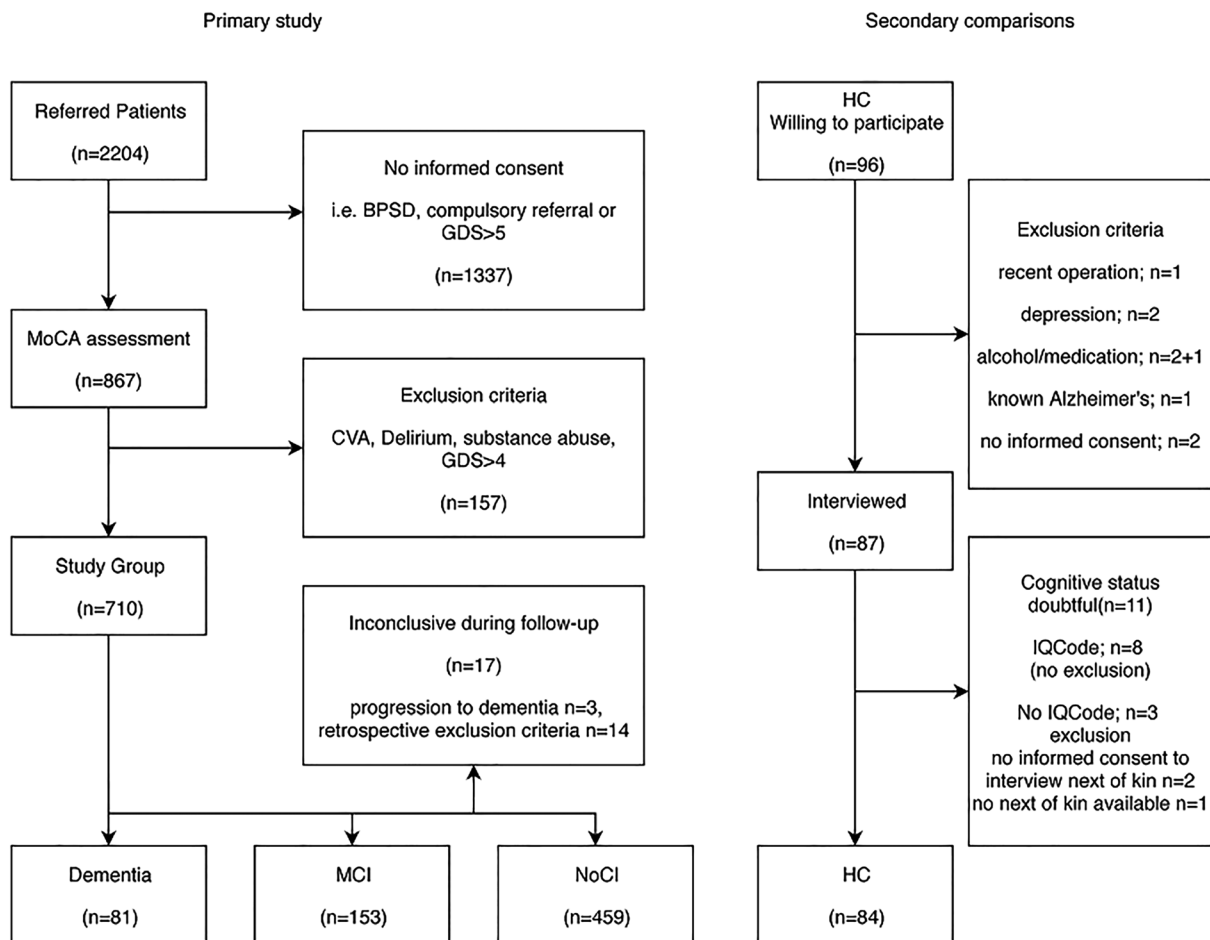 Primary study
Secondary comparisons
Referred Patients
(n=2204)
No informed consent
i.e. BPSD, compulsory referral or
GDS>5
(n=1337)
MoCA assessment
(n=867)
Exclusion criteria
CVA, Delirium, substance abuse,
GDS>4
(n=157)
Study Group
(n=710)
Inconclusive during follow-up
(n=17)
progression to dementia n=3,
retrospective exclusion criteria n=14
Dementia
(n=81)
MCI
(n=153)
NoCI
(n=459)
HC
Willing to participate
(n=96)
Exclusion criteria
recent operation; n=1
depression; n=2
alcohol/medication; n=2+1
known Alzheimer's; n=1
no informed consent; n=2
Interviewed
(n=87)
Cognitive status
doubtful(n=11)
IQCode; n=8
(no exclusion)
No IQCode; n=3
exclusion
no informed consent to
interview next of kin n=2
no next of kin available n=1
HC
(n=84)